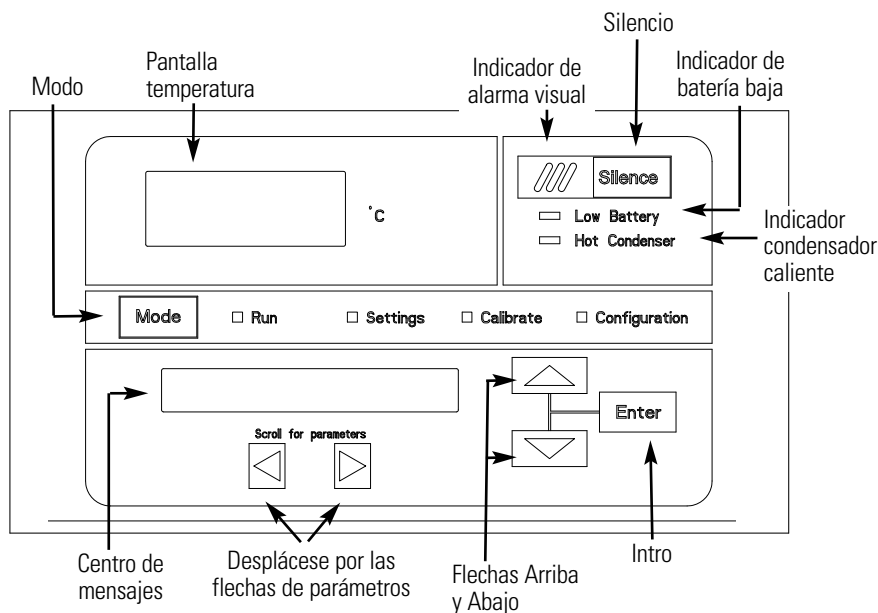 Silencio
Pantalla
temperatura
Indicador de
alarma visual
Indicador de
batería baja
Modo
Silence
°C
Low Battery
Hot Condenser
Indicador
condensador
caliente
Mode
Run
Settings
Calibrate
Configuration
Enter
Scroll for parameters
Centro de
mensajes
Desplácese por las
flechas de parámetros
Flechas Arriba
y Abajo
Intro